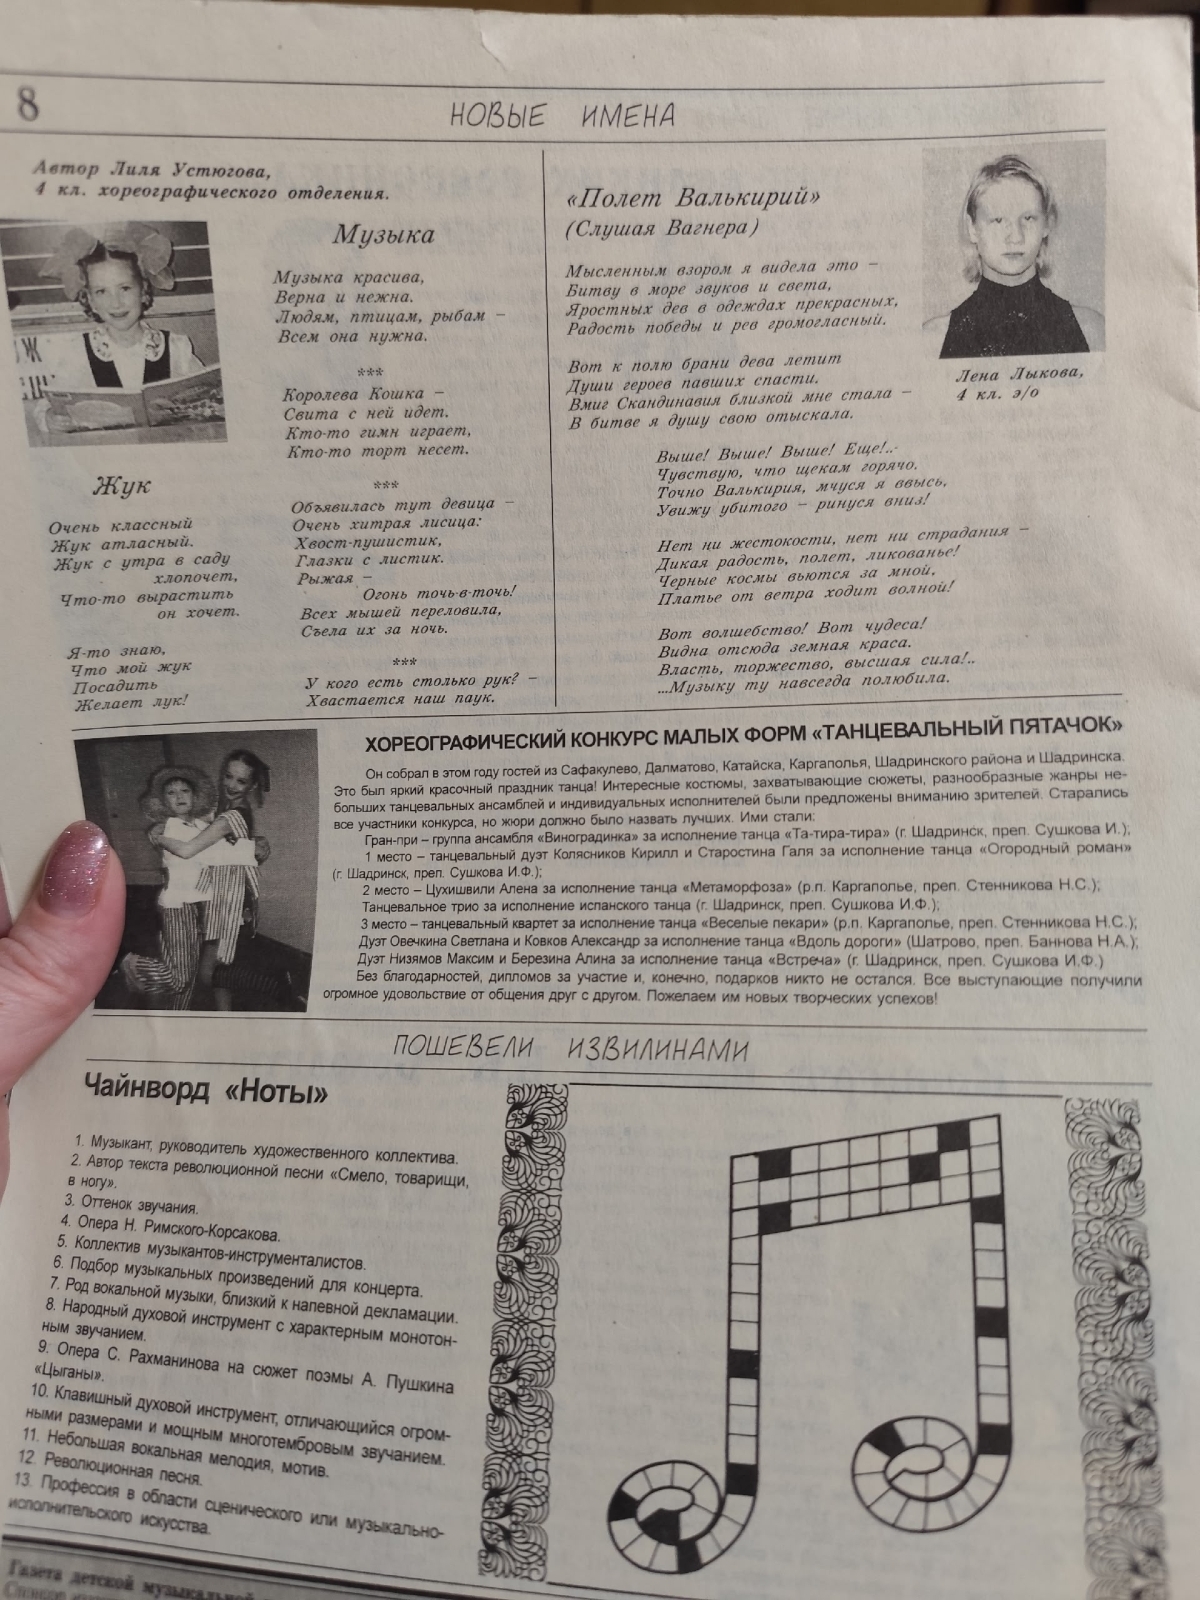 8
НОВЫЕ ИМЕНА
Автор Лиля Устюгова,
4 кл. хореографического отделения.
Музыка
Музыка красива,
Верна и нежна.
Людям, птицам, рыбам –
Всем она нужна.
***
Королева Кошка –
Свита с ней идет.
Кто-то гимн играет,
Кто-то торт несет.
***
Объявилась тут девица –
Очень хитрая лисица:
Хвост-пушистик,
Глазки с листик.
Рыжая –
Огонь точь-в-точь!
Всех мышей переловила,
Съела их за ночь.
***
У кого есть столько рук? –
Хвастается наш паук.
Жук
Очень классный
Жук атласный.
Жук с утра в саду
хлопочет,
Что-то вырастить
он хочет.
Я-то знаю,
Что мой жук
Посадить
Желает лук!
«Полет Валькирий»
(Слушая Вагнера)
Мысленным взором я видела это –
Битву в море звуков и света,
Яростных дев в одеждах прекрасных,
Радость победы и рев громогласный.
Вот к полю брани дева летит
Души героев павших спасти.
Вмиг Скандинавия близкой мне стала –
В битве я душу свою отыскала.
Выше! Выше! Выше! Еще!..
Чувствую, что щекам горячо.
Точно Валькирия, мчуся я ввысь,
Увижу убитого – ринуся вниз!
Нет ни жестокости, нет ни страдания –
Дикая радость, полет, ликованье!
Черные космы вьются за мной,
Платье от ветра ходит волной!
Вот волшебство! Вот чудеса!
Видна отсюда земная краса.
Власть, торжество, высшая сила!..
...Музыку ту навсегда полюбила.
Лена Лыкова,
4 кл. э/о
ХОРЕОГРАФИЧЕСКИЙ КОНКУРС МАЛЫХ ФОРМ «ТАНЦЕВАЛЬНЫЙ ПЯТАЧОК»
Он собрал в этом году гостей из Сафакулево, Далматово, Катайска, Каргаполья, Шадринского района и Шадринска.
Это был яркий красочный праздник танца! Интересные костюмы, захватывающие сюжеты, разнообразные жанры не-
больших танцевальных ансамблей и индивидуальных исполнителей были предложены вниманию зрителей. Старались
все участники конкурса, но жюри должно было назвать лучших. Ими стали:
Гран-при – группа ансамбля «Виноградинка» за исполнение танца «Та-тира-тира» (г. Шадринск, преп. Сушкова И.);
1 место – танцевальный дуэт Колясников Кирилл и Старостина Галя за исполнение танца «Огородный роман»
(г. Шадринск, преп. Сушкова И.Ф.);
2 место – Цухишвили Алена за исполнение танца «Метаморфоза» (р.п. Каргаполье, преп. Стенникова Н.С.);
Танцевальное трио за исполнение испанского танца (г. Шадринск, преп. Сушкова И.Ф.);
3 место – танцевальный квартет за исполнение танца «Веселые пекари» (р.п. Каргаполье, преп. Стенникова Н.С.);
Дуэт Овечкина Светлана и Ковков Александр за исполнение танца «Вдоль дороги» (Шатрово, преп. Баннова Н.А.);
Дуэт Низямов Максим и Березина Алина за исполнение танца «Встреча» (г. Шадринск, преп. Сушкова И.Ф.)
Без благодарностей, дипломов за участие и, конечно, подарков никто не остался. Все выступающие получили
огромное удовольствие от общения друг с другом. Пожелаем им новых творческих успехов!
ПОШЕВЕЛИ ИЗВИЛИНАМИ
Чайнворд «Ноты»
1. Музыкант, руководитель художественного коллектива.
2. Автор текста революционной песни «Смело, товарищи,
в ногу».
3. Оттенок звучания.
4. Опера Н. Римского-Корсакова.
5. Коллектив музыкантов-инструменталистов.
6. Подбор музыкальных произведений для концерта.
7. Род вокальной музыки, близкий к напевной декламации.
8. Народный духовой инструмент с характерным монотон-
ным звучанием.
9. Опера С. Рахманинова на сюжет поэмы А. Пушкина
«Цыганы».
10. Клавишный духовой инструмент, отличающийся огром-
ными размерами и мощным многотембровым звучанием.
11. Небольшая вокальная мелодия, мотив.
12. Революционная песня.
13. Профессия в области сценического или музыкально-
исполнительского искусства.
Газета детской музыкальной